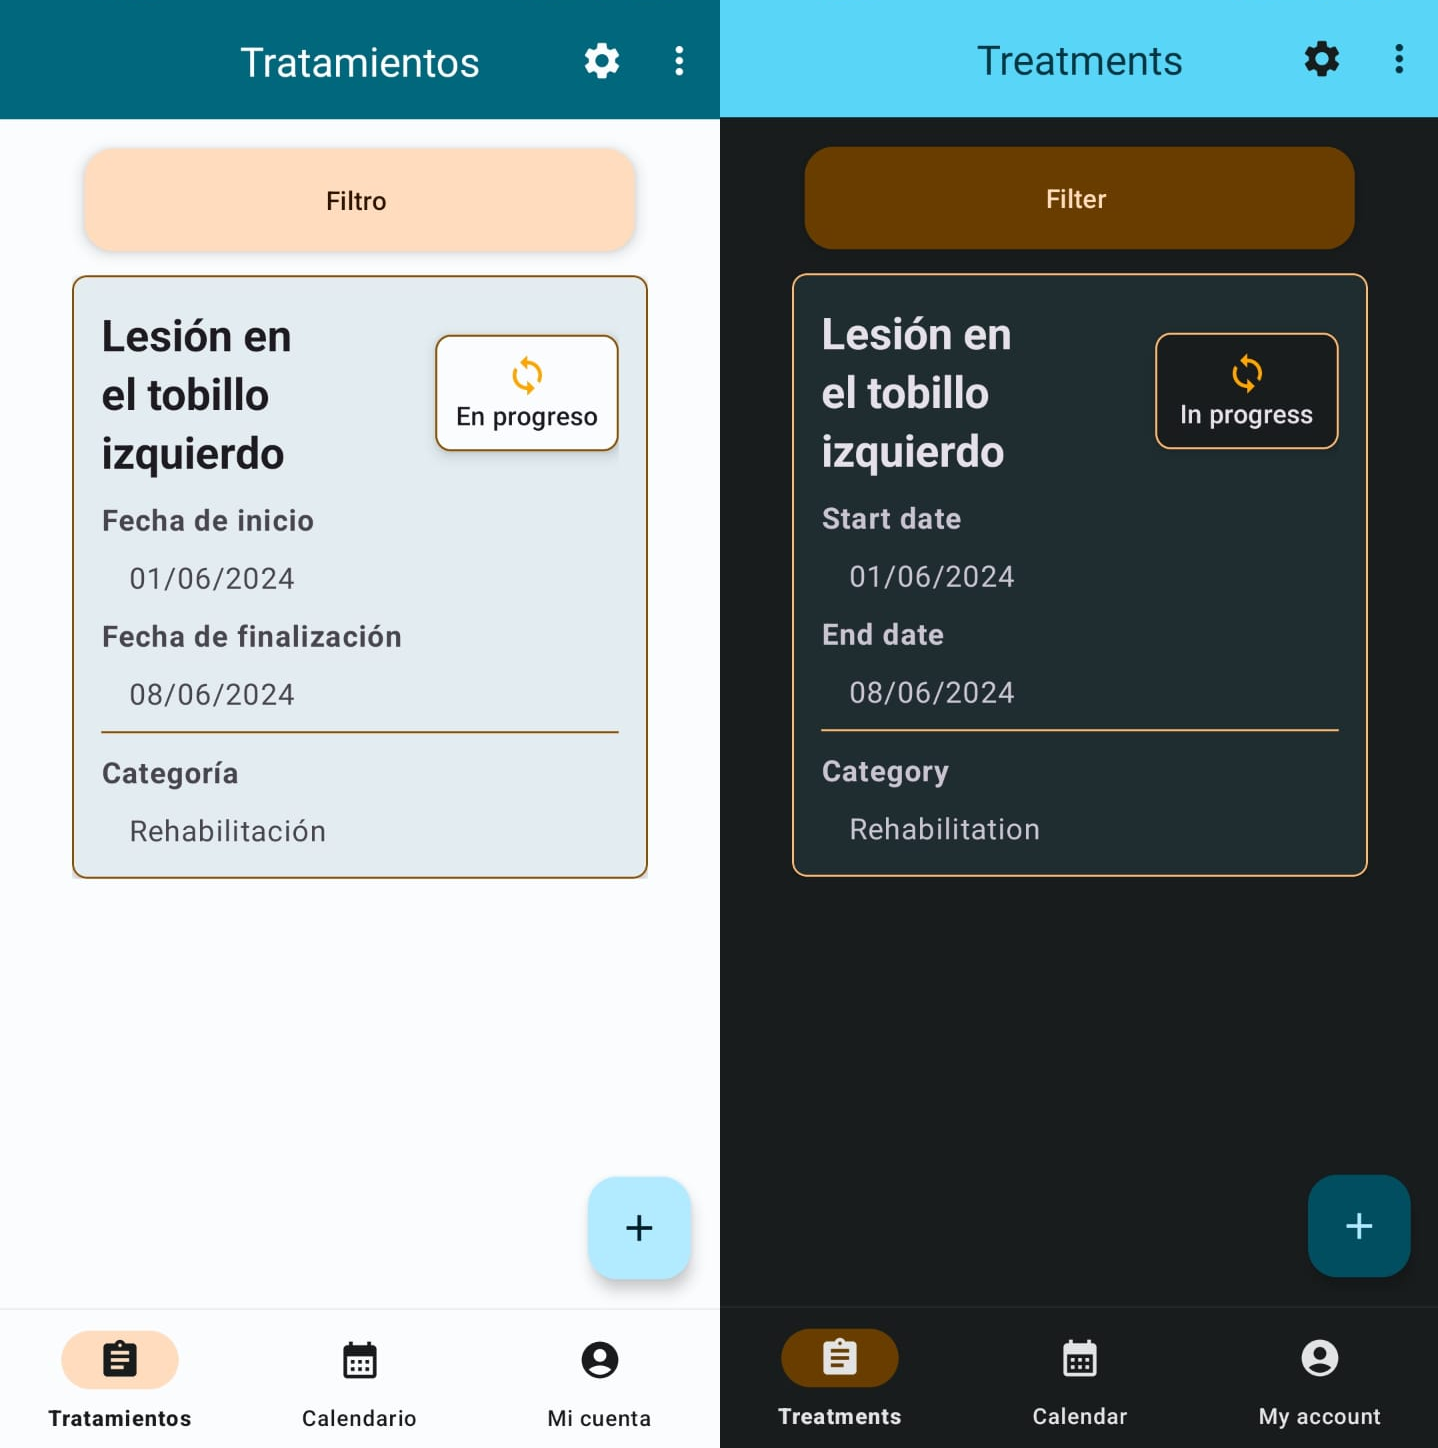 Tratamientos
Filtro
Lesión en
el tobillo
izquierdo
En progreso
Fecha de inicio
01/06/2024
Fecha de finalización
08/06/2024
Categoría
Rehabilitación
+
Tratamientos
Calendario
Mi cuenta
Treatments
Filter
Lesión en
el tobillo
izquierdo
In progress
Start date
01/06/2024
End date
08/06/2024
Category
Rehabilitation
+
Treatments
Calendar
My account